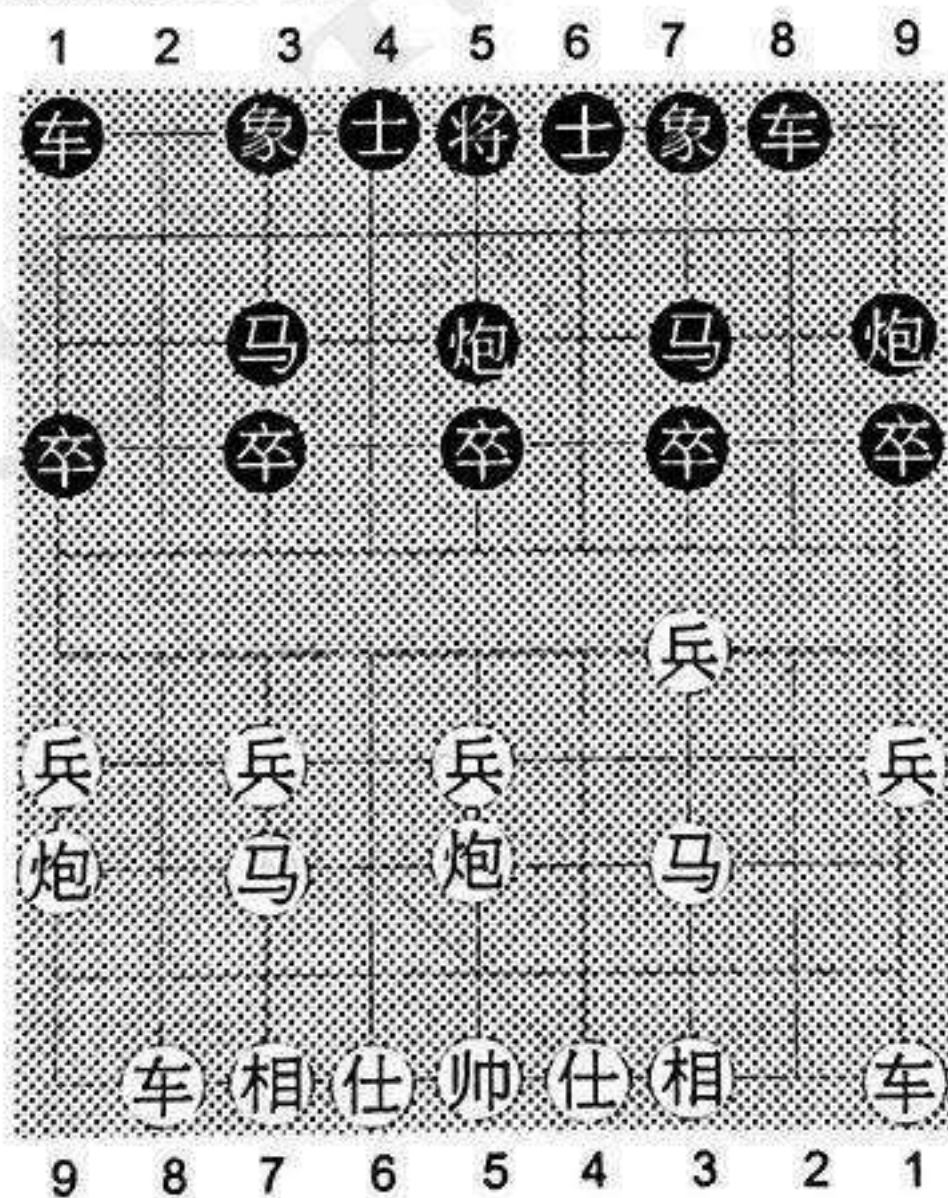 1 2 3 4 5 6 7 8 9
车 象 士 将 士 象 车
马 炮 马 炮
卒 卒 卒 卒 卒
兵
兵 兵 兵 兵
炮 马 炮 马
车 相 仕 帅 仕 相 车
9 8 7 6 5 4 3 2 1